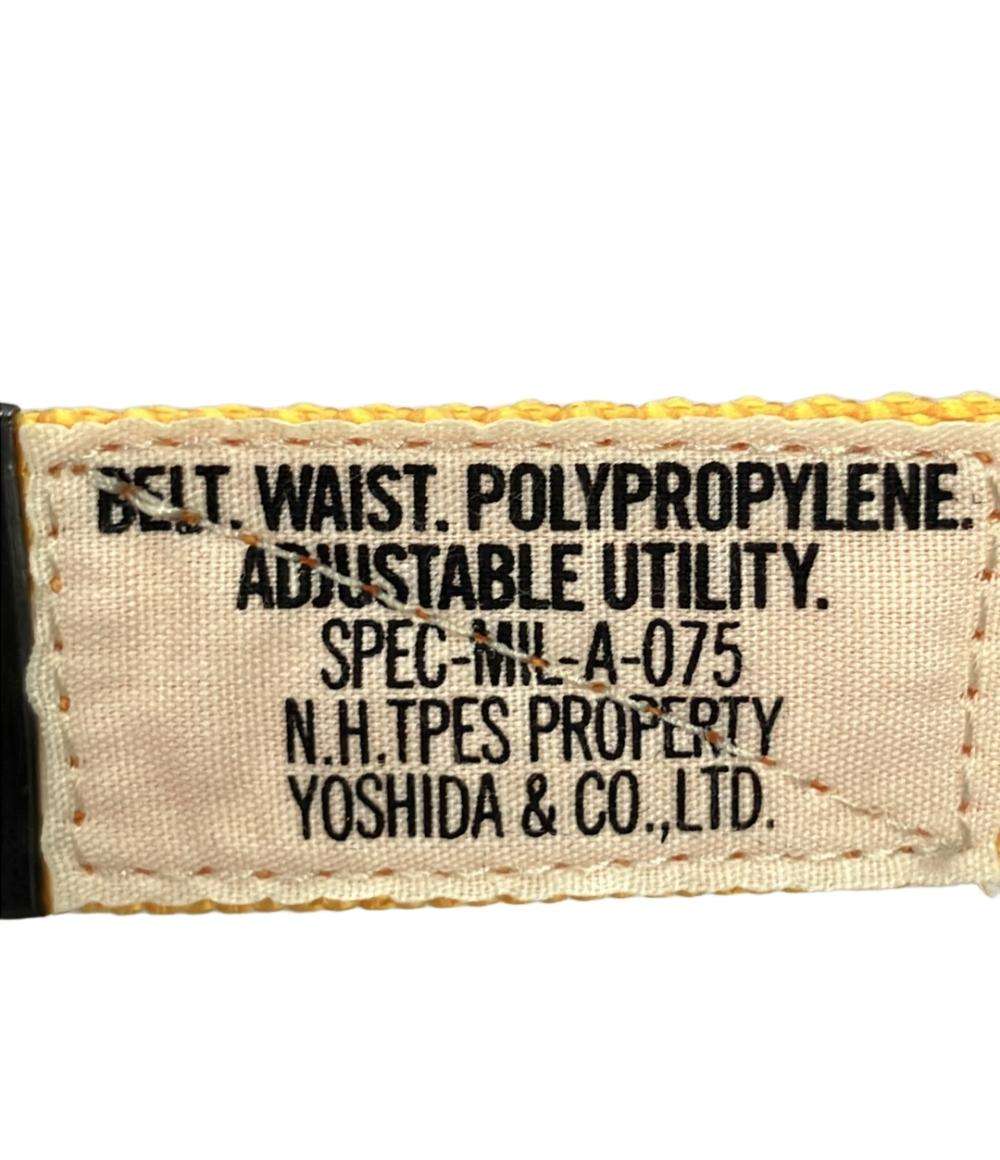 BELT. WAIST. POLYPROPYLENE.
ADJUSTABLE UTILITY.
SPEC-MIL-A-075
N.H.TPES PROPERTY
YOSHIDA & CO.,LTD.